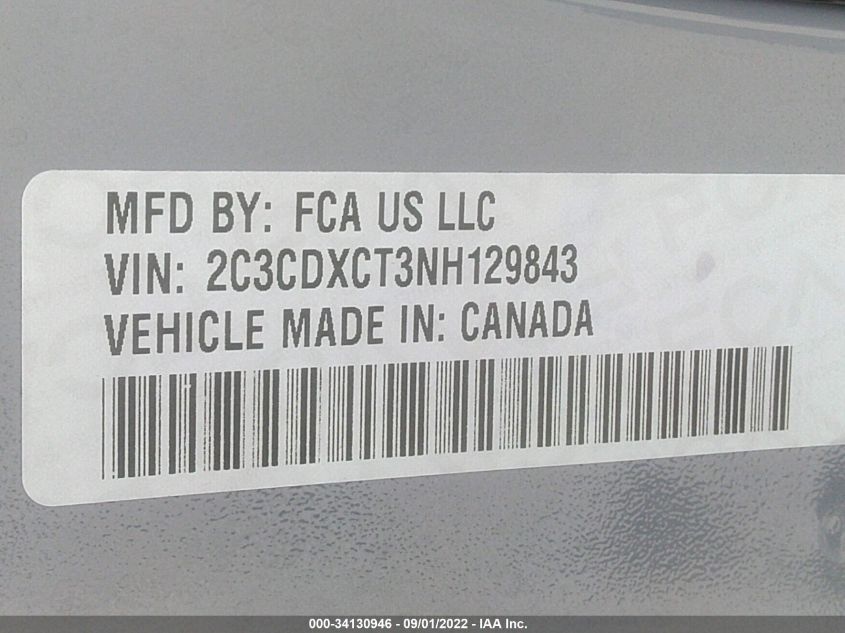 MFD BY: FCA US LLC
VIN: 2C3CDXCT3NH129843
VEHICLE MADE IN: CANADA
000-34130946 - 09/01/2022 - IAA Inc.